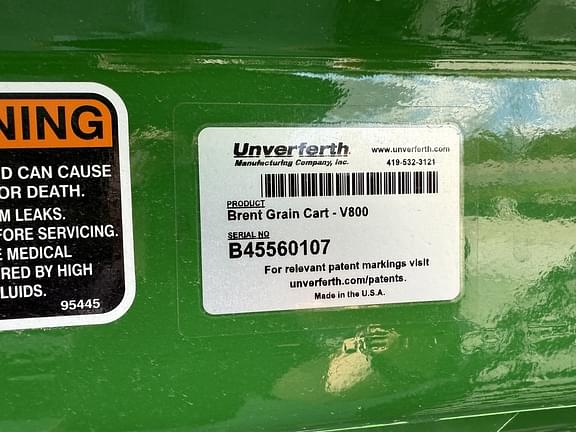 NING
D CAN CAUSE
OR DEATH.
M LEAKS.
FORE SERVICING.
E MEDICAL
RED BY HIGH
LUIDS.
95445
Unverferth
Manufacturing Company, Inc.
www.unverferth.com
419-532-3121
PRODUCT
Brent Grain Cart - V800
SERIAL NO
B45560107
For relevant patent markings visit
unverferth.com/patents.
Made in the U.S.A.